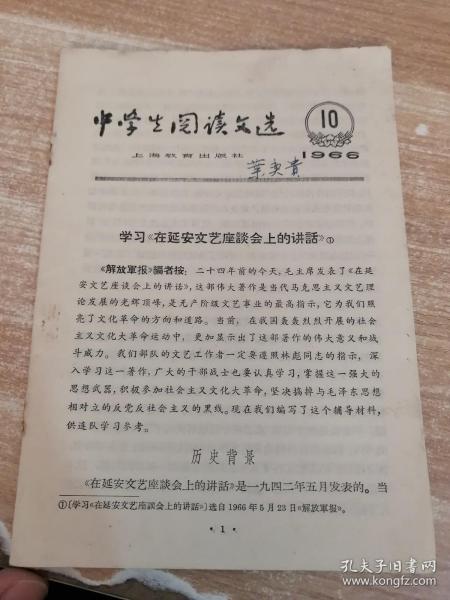 中学生阅读文选
10
上海教育出版社
1966
学习《在延安文艺座談会上的讲話》①
《解放軍报》編者按：二十四年前的今天，毛主席发表了《在延
安文艺座谈会上的讲话》，这部伟大著作是当代马克思主义文艺理
论发展的光辉顶峰，是无产阶级文艺事业的最高指示，它为我们照
亮了文化革命的方向和道路。当前，在我国轰轰烈烈开展的社会
主义文化大革命运动中，更加显示出了这部著作的伟大意义和战
斗威力。我们部队的文艺工作者一定要遵照林彪同志的指示，深
入学习这一著作，广大的干部战士也要认真学习，掌握这一强大的
思想武器，积极参加社会主义文化大革命，坚决搞掉与毛泽东思想
相对立的反党反社会主义的黑线。现在我们编写了这个辅导材料，
供连队学习参考。
历史背景
《在延安文艺座談会上的讲話》是一九四二年五月发表的。当
①〔学习《在延安文艺座談会上的讲話》〕选自1966年5月23日《解放軍报》。
·1·
孔夫子旧书网
www.kongfz.com